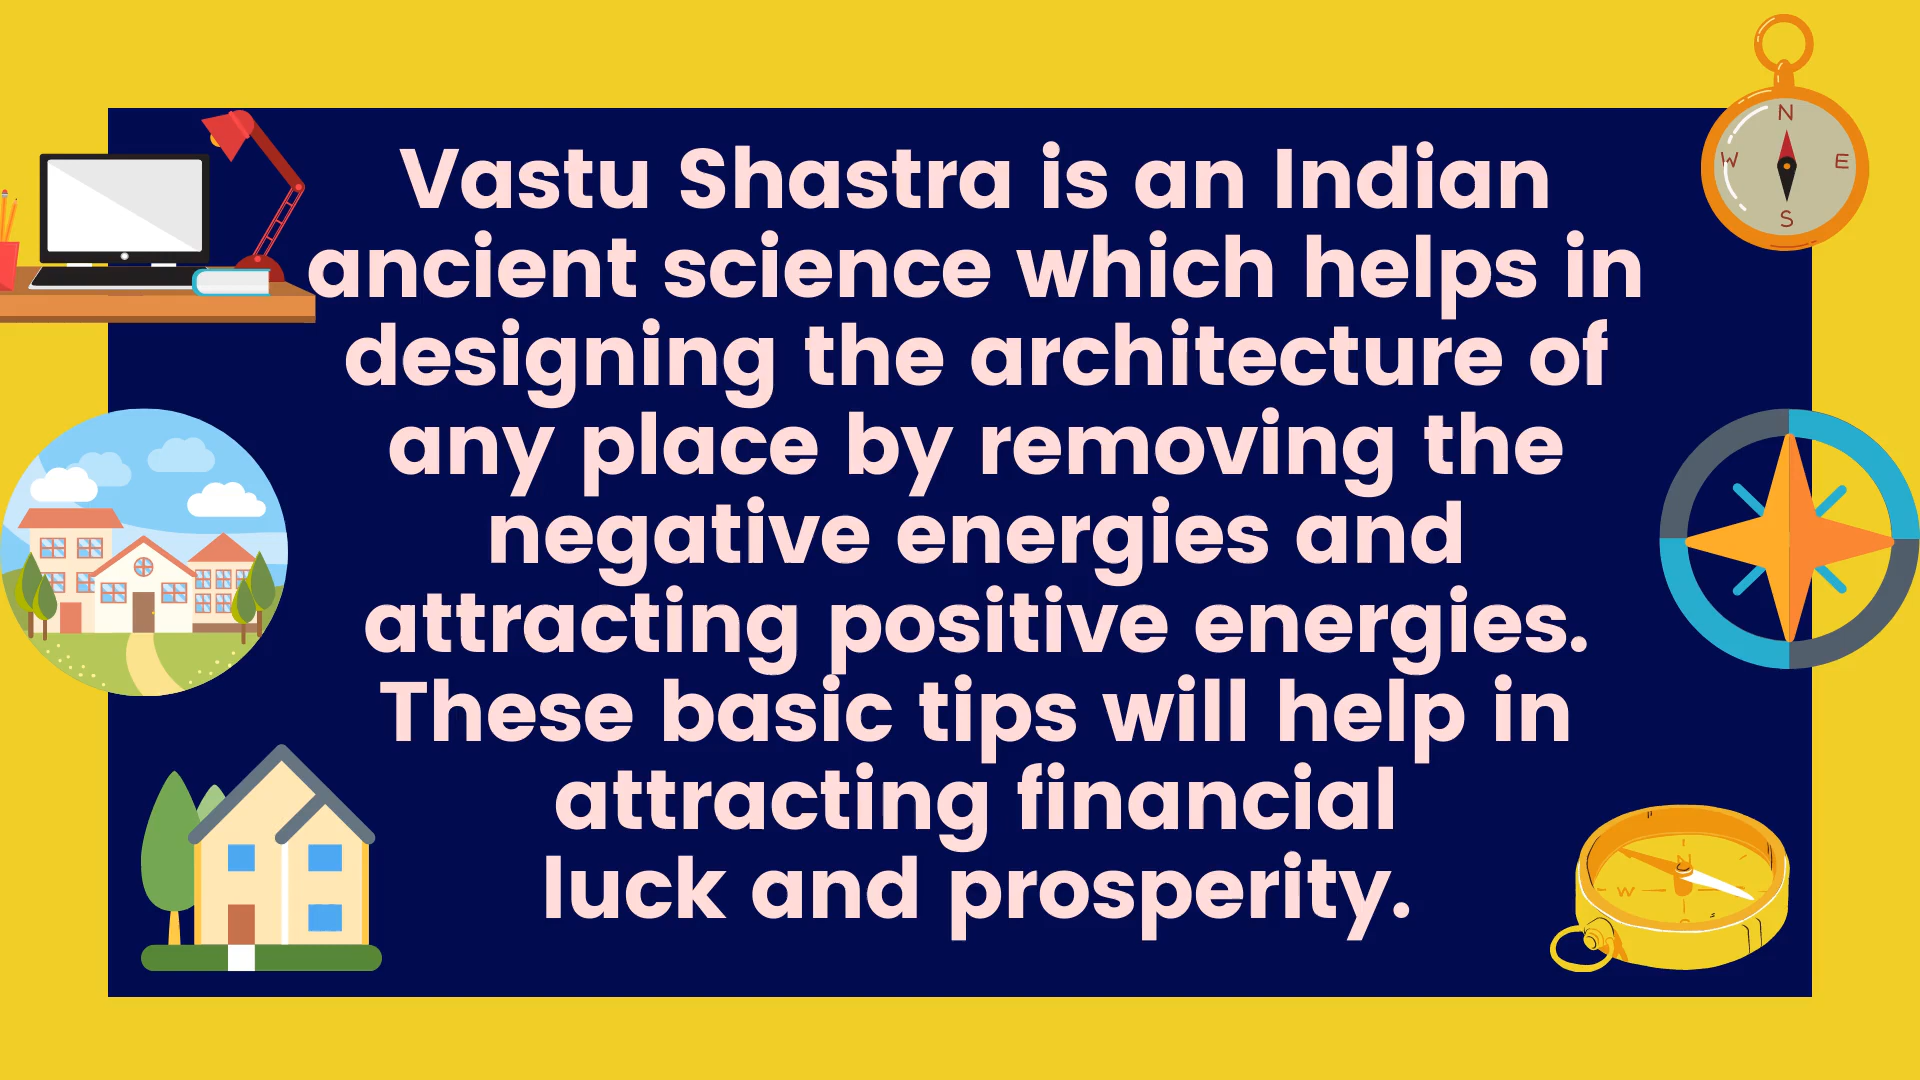 Vastu Shastra is an Indian
ancient science which helps in
designing the architecture of
any place by removing the
negative energies and
attracting positive energies.
These basic tips will help in
attracting financial
luck and prosperity.
N
W
E
S
N
W